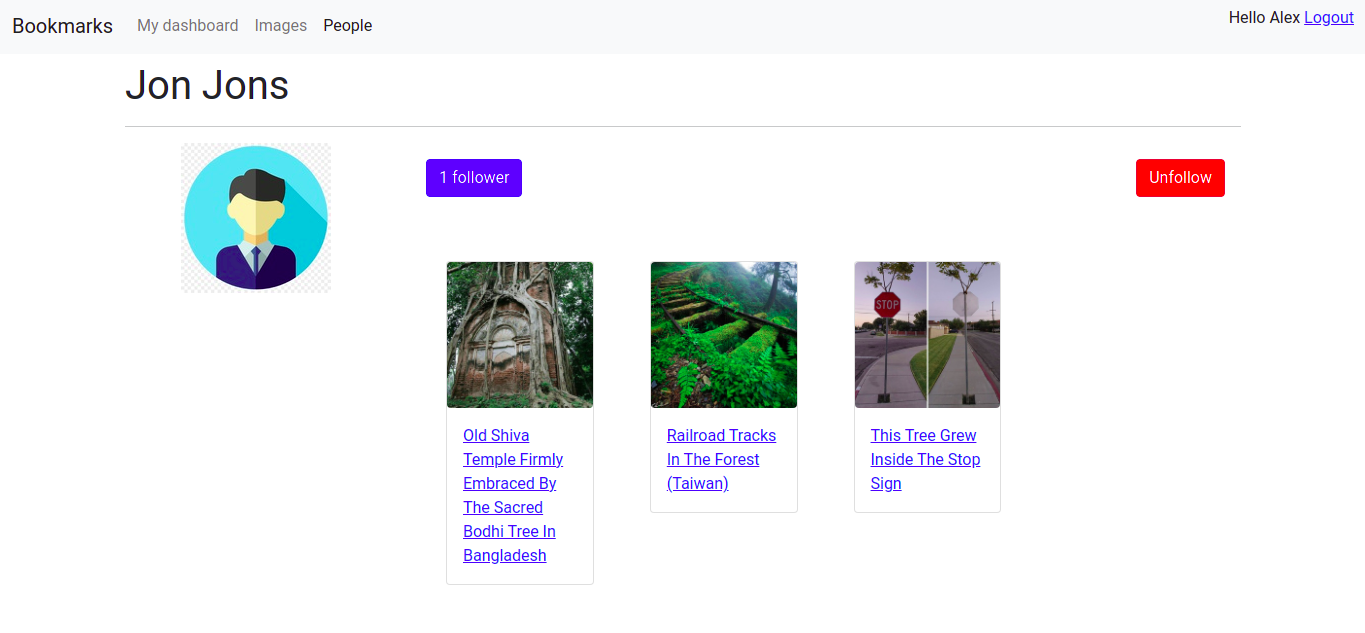 Bookmarks My dashboard Images People Hello Alex Logout
Jon Jons
1 follower Unfollow
STOP
Old Shiva
Temple Firmly
Embraced By
The Sacred
Bodhi Tree In
Bangladesh
Railroad Tracks
In The Forest
(Taiwan)
This Tree Grew
Inside The Stop
Sign